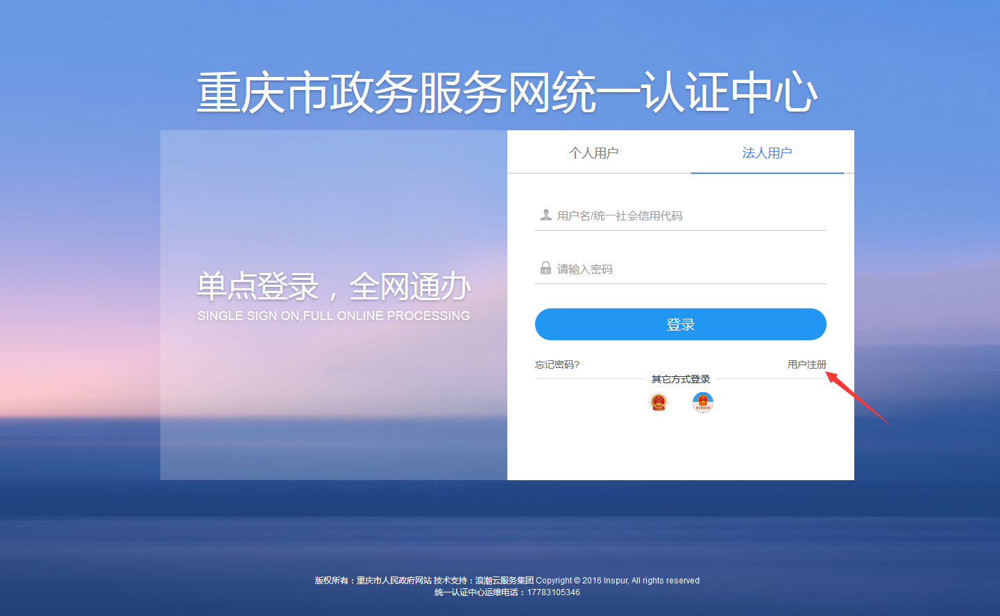 重庆市政务服务网统一认证中心
个人用户
法人用户
用户名/统一社会信用代码
请输入密码
单点登录，全网通办
SINGLE SIGN ON,FULL ONLINE PROCESSING
登录
忘记密码?
用户注册
其它方式登录
版权所有：重庆市人民政府网站 技术支持：浪潮云服务集团 Copyright © 2016 Inspur, All rights reserved
统一认证中心运维电话：17783105346